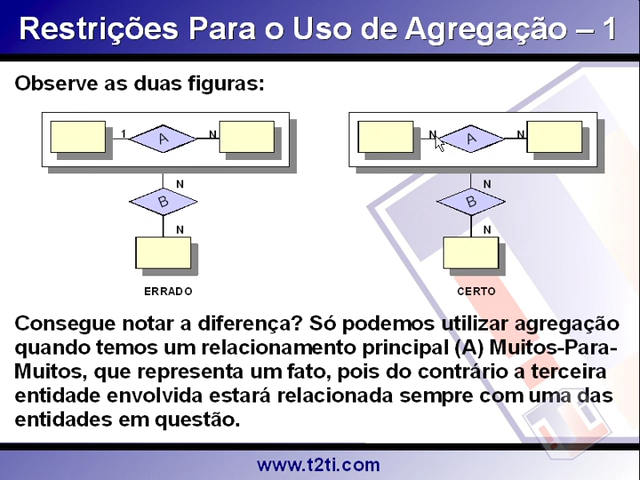 Restrições Para o Uso de Agregação – 1
Observe as duas figuras:
1 A N
N A N
N
B
N
N
B
N
ERRADO
CERTO
Consegue notar a diferença? Só podemos utilizar agregação
quando temos um relacionamento principal (A) Muitos-Para-
Muitos, que representa um fato, pois do contrário a terceira
entidade envolvida estará relacionada sempre com uma das
entidades em questão.
www.t2ti.com